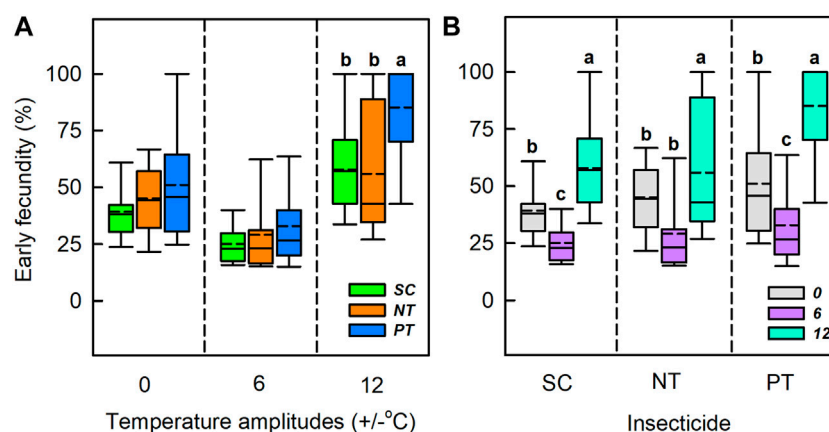 A
Early fecundity (%)
100
75
50
25
0
b b a
SC
NT
PT
0 6 12
Temperature amplitudes (+/-°C)
B
100
75
50
25
0
b c a b b a b c a
0
6
12
SC NT PT
Insecticide